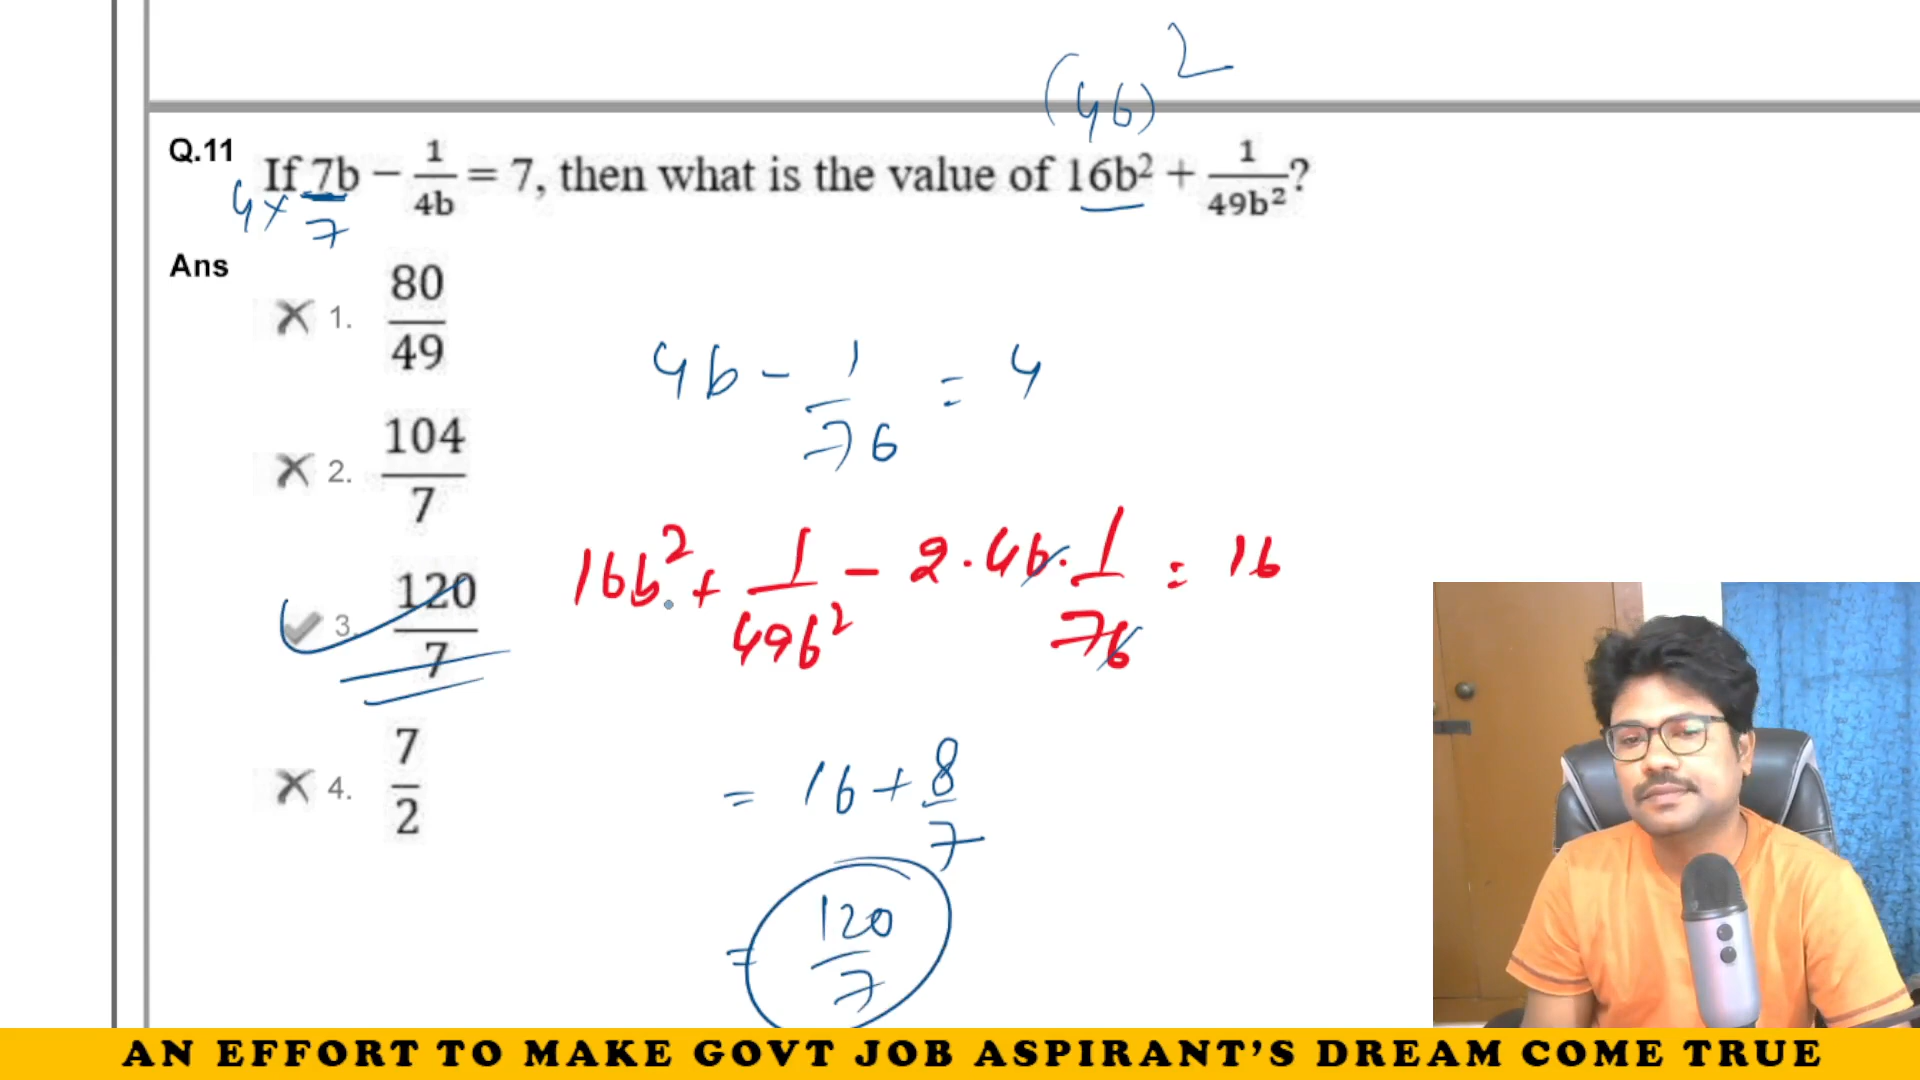 (4b)²
Q.11 If 7b − 1/4b = 7, then what is the value of 16b² + 1/49b²?
4 × /7
Ans
1. 80/49
2. 104/7
3. 120/7
4. 7/2
4b − 1/7b = 4
16b² + 1/49b² − 2·4b·1/7b = 16
= 16 + 8/7
= 120/7
AN EFFORT TO MAKE GOVT JOB ASPIRANT'S DREAM COME TRUE